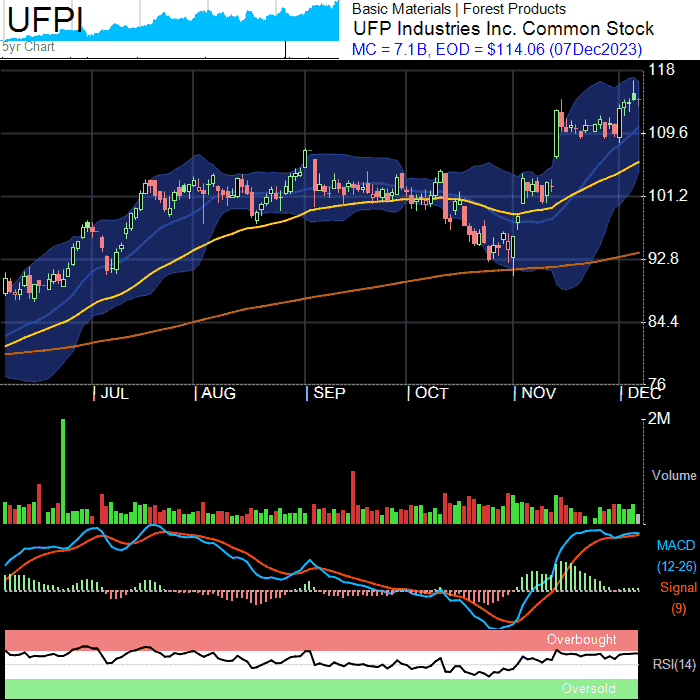 UFPI
5yr Chart
Basic Materials | Forest Products
UFP Industries Inc. Common Stock
MC = 7.1B, EOD = $114.06 (07Dec2023)
118
109.6
101.2
92.8
84.4
76
JUL AUG SEP OCT NOV DEC
2M
Volume
MACD
(12-26)
Signal
(9)
Overbought
RSI(14)
Oversold